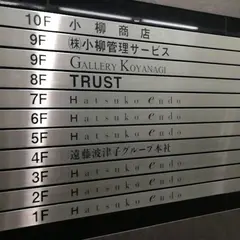 10F 小柳商店
9F ㈱小柳管理サービス
9F GALLERY KOYANAGI
8F TRUST
7F Hatsuko endo
6F Hatsuko endo
5F Hatsuko endo
4F 遠藤波津子グループ本社
3F Hatsuko endo
2F Hatsuko endo
1F Hatsuko endo